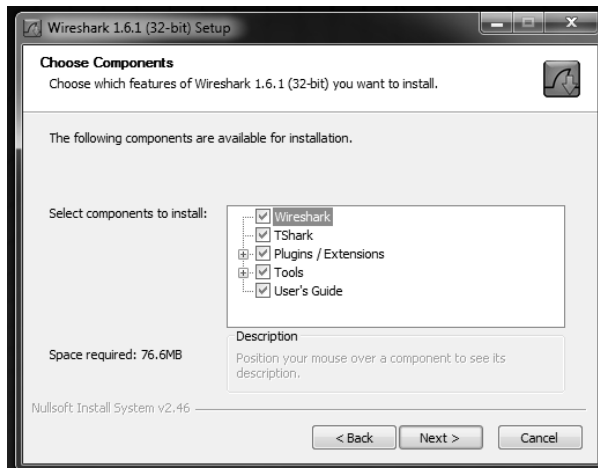 Wireshark 1.6.1 (32-bit) Setup
Choose Components
Choose which features of Wireshark 1.6.1 (32-bit) you want to install.
The following components are available for installation.
Select components to install:
Wireshark
TShark
Plugins / Extensions
Tools
User's Guide
Space required: 76.6MB
Description
Position your mouse over a component to see its
description.
Nullsoft Install System v2.46
< Back
Next >
Cancel